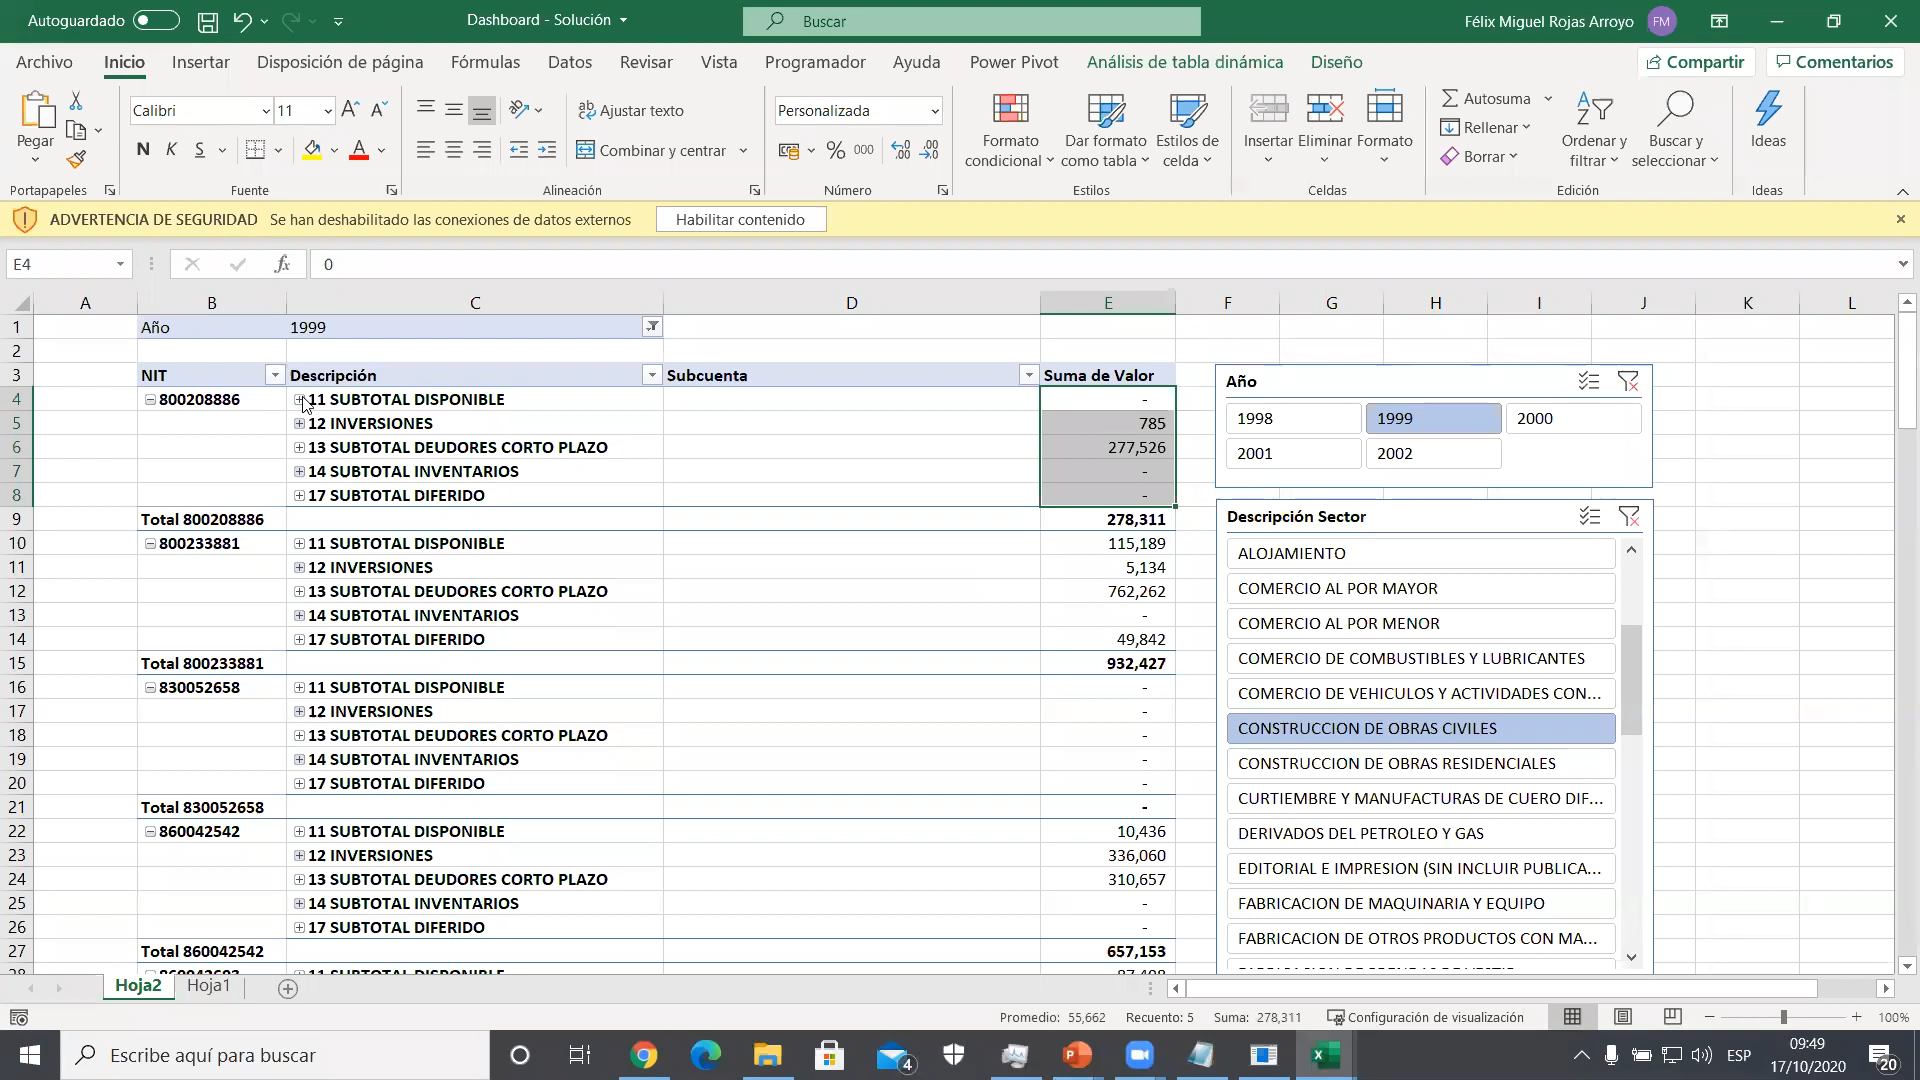 Autoguardado
Dashboard - Solución
Buscar
Félix Miguel Rojas Arroyo
FM
Archivo Inicio Insertar Disposición de página Fórmulas Datos Revisar Vista Programador Ayuda Power Pivot Análisis de tabla dinámica Diseño
Compartir Comentarios
Pegar
Calibri 11
N K S
Ajustar texto
Combinar y centrar
Personalizada
% 000
Formato condicional
Dar formato como tabla
Estilos de celda
Insertar Eliminar Formato
Autosuma
Rellenar
Borrar
Ordenar y filtrar
Buscar y seleccionar
Ideas
Portapapeles Fuente Alineación Número Estilos Celdas Edición Ideas
ADVERTENCIA DE SEGURIDAD Se han deshabilitado las conexiones de datos externos Habilitar contenido
E4 fx 0
A B C D E F G H I J K L
1 Año 1999
2
3 NIT Descripción Subcuenta Suma de Valor
4 800208886 11 SUBTOTAL DISPONIBLE -
5 12 INVERSIONES 785
6 13 SUBTOTAL DEUDORES CORTO PLAZO 277,526
7 14 SUBTOTAL INVENTARIOS -
8 17 SUBTOTAL DIFERIDO -
9 Total 800208886 278,311
10 800233881 11 SUBTOTAL DISPONIBLE 115,189
11 12 INVERSIONES 5,134
12 13 SUBTOTAL DEUDORES CORTO PLAZO 762,262
13 14 SUBTOTAL INVENTARIOS -
14 17 SUBTOTAL DIFERIDO 49,842
15 Total 800233881 932,427
16 830052658 11 SUBTOTAL DISPONIBLE -
17 12 INVERSIONES -
18 13 SUBTOTAL DEUDORES CORTO PLAZO -
19 14 SUBTOTAL INVENTARIOS -
20 17 SUBTOTAL DIFERIDO -
21 Total 830052658 -
22 860042542 11 SUBTOTAL DISPONIBLE 10,436
23 12 INVERSIONES 336,060
24 13 SUBTOTAL DEUDORES CORTO PLAZO 310,657
25 14 SUBTOTAL INVENTARIOS -
26 17 SUBTOTAL DIFERIDO -
27 Total 860042542 657,153
28 11 SUBTOTAL DISPONIBLE
Año
1998 1999 2000
2001 2002
Descripción Sector
ALOJAMIENTO
COMERCIO AL POR MAYOR
COMERCIO AL POR MENOR
COMERCIO DE COMBUSTIBLES Y LUBRICANTES
COMERCIO DE VEHICULOS Y ACTIVIDADES CON...
CONSTRUCCION DE OBRAS CIVILES
CONSTRUCCION DE OBRAS RESIDENCIALES
CURTIEMBRE Y MANUFACTURAS DE CUERO DIF...
DERIVADOS DEL PETROLEO Y GAS
EDITORIAL E IMPRESION (SIN INCLUIR PUBLICA...
FABRICACION DE MAQUINARIA Y EQUIPO
FABRICACION DE OTROS PRODUCTOS CON MA...
Hoja2 Hoja1
Promedio: 55,662 Recuento: 5 Suma: 278,311 Configuración de visualización 100%
Escribe aquí para buscar
4
ESP
09:49
17/10/2020
20